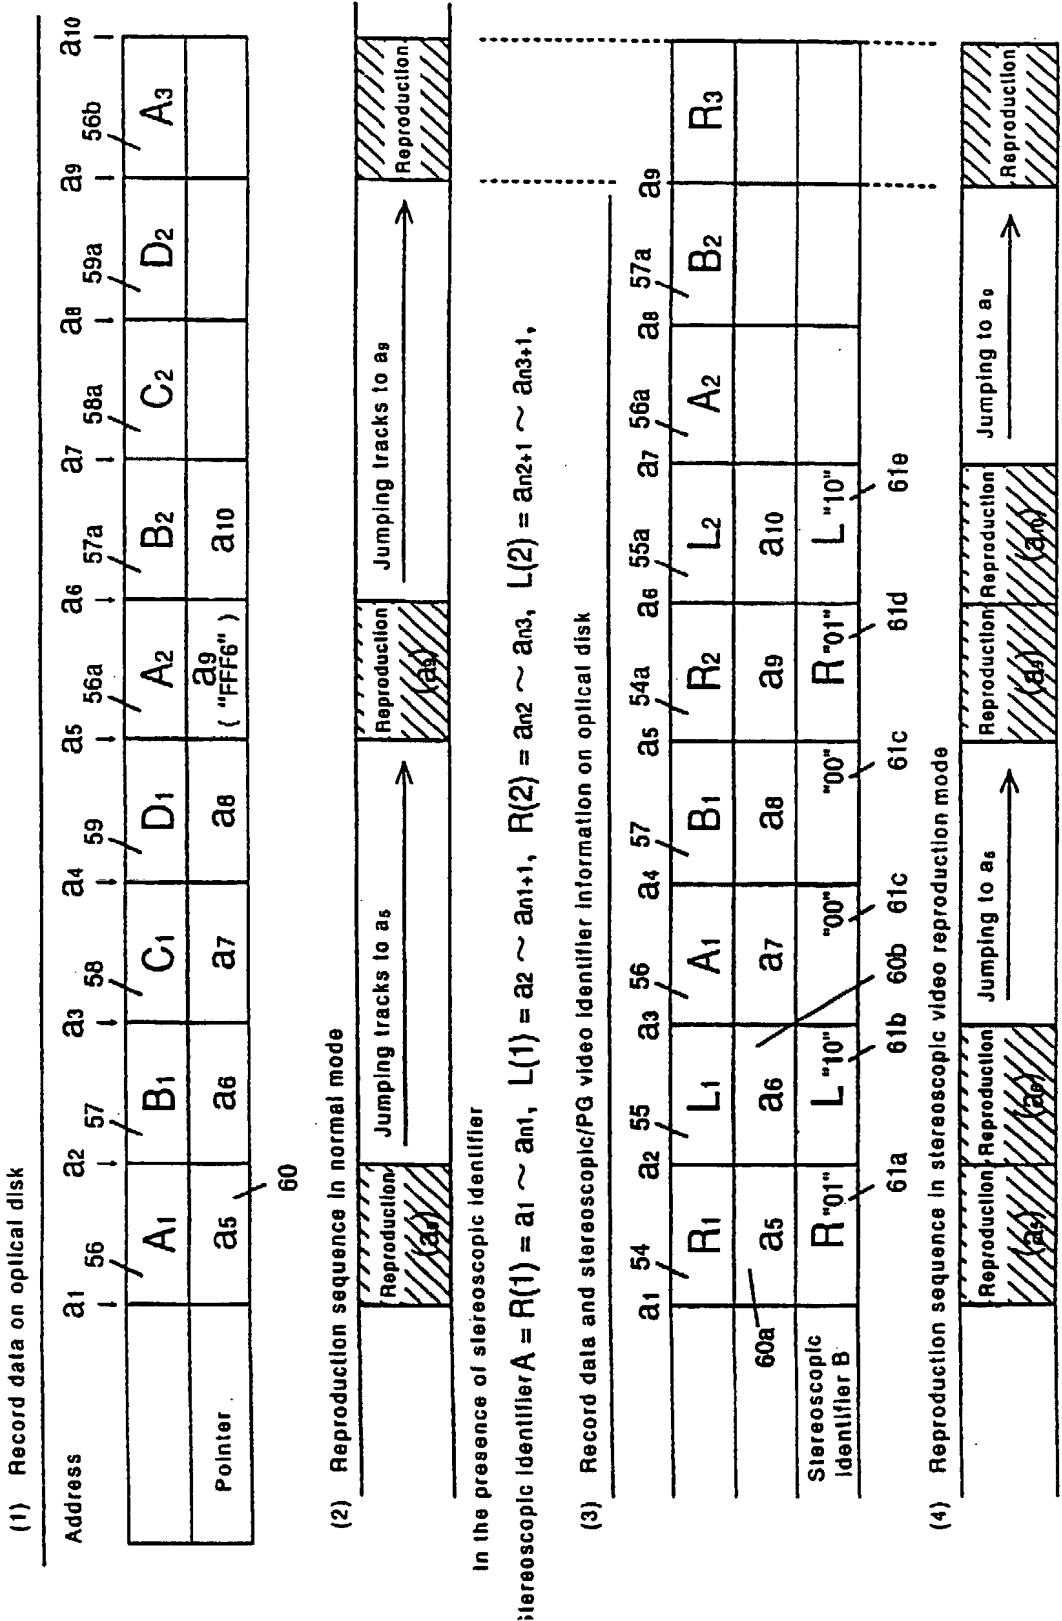 (1) Record data on optical disk
Address a1 a2 a3 a4 a5 a6 a7 a8 a9 a10
56 57 58 59 56a 57a 58a 59a 56b
A1 B1 C1 D1 A2 B2 C2 D2 A3
Pointer a5 a6 a7 a8 a9 ("FFF6") a10
60
(2) Reproduction sequence in normal mode
Reproduction (a5) Jumping tracks to a5 Reproduction (a9) Jumping tracks to a9 Reproduction
In the presence of stereoscopic identifier
Stereoscopic identifier A = R(1) = a1 ~ an1, L(1) = a2 ~ an1+1, R(2) = an2 ~ an3, L(2) = an2+1 ~ an3+1,
(3) Record data and stereoscopic/PG video identifier information on optical disk
a1 54 a2 55 a3 56 a4 57 a5 54a a6 55a a7 56a a8 57a a9
R1 L1 A1 B1 R2 L2 A2 B2 R3
60a a5 a6 a7 a8 a9 a10
Stereoscopic identifier B R "01" L "10" "00" "00" R "01" L "10"
61a 61b 60b 61c 61c 61d 61e
(4) Reproduction sequence in stereoscopic video reproduction mode
Reproduction (a5) Reproduction (a6) Jumping to a5 Reproduction (a9) Reproduction (a10) Jumping to a9 Reproduction